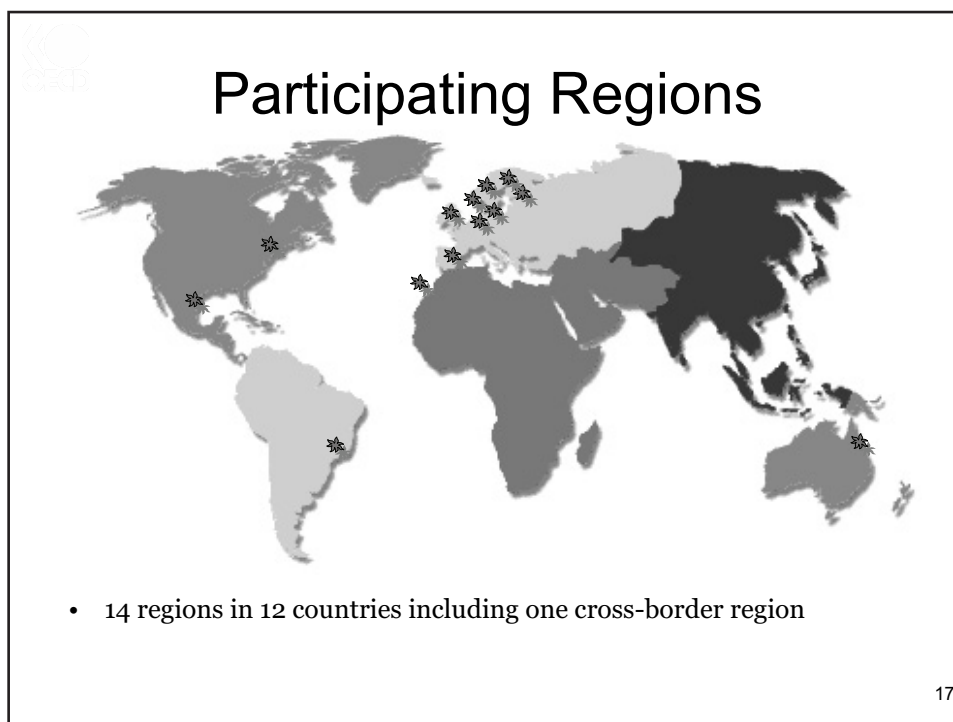 Participating Regions
• 14 regions in 12 countries including one cross-border region
17